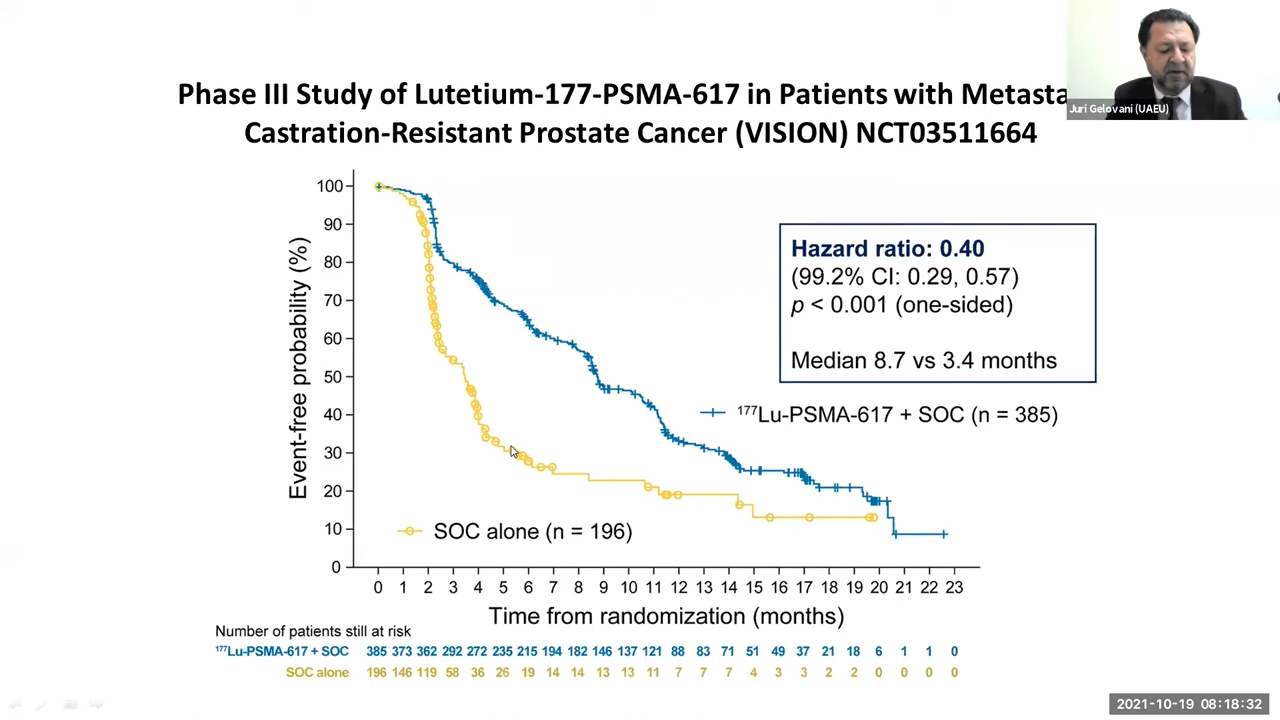 Phase III Study of Lutetium-177-PSMA-617 in Patients with Metasta
Castration-Resistant Prostate Cancer (VISION) NCT03511664
Juri Gelovani (UAEU)
Event-free probability (%)
100
90
80
70
60
50
40
30
20
10
0
Hazard ratio: 0.40
(99.2% CI: 0.29, 0.57)
p < 0.001 (one-sided)
Median 8.7 vs 3.4 months
¹⁷⁷Lu-PSMA-617 + SOC (n = 385)
SOC alone (n = 196)
0 1 2 3 4 5 6 7 8 9 10 11 12 13 14 15 16 17 18 19 20 21 22 23
Time from randomization (months)
Number of patients still at risk
¹⁷⁷Lu-PSMA-617 + SOC 385 373 362 292 272 235 215 194 182 146 137 121 88 83 71 51 49 37 21 18 6 1 1 0
SOC alone 196 146 119 58 36 26 19 14 14 13 13 11 7 7 7 4 3 3 2 2 0 0 0 0
2021-10-19 08:18:32